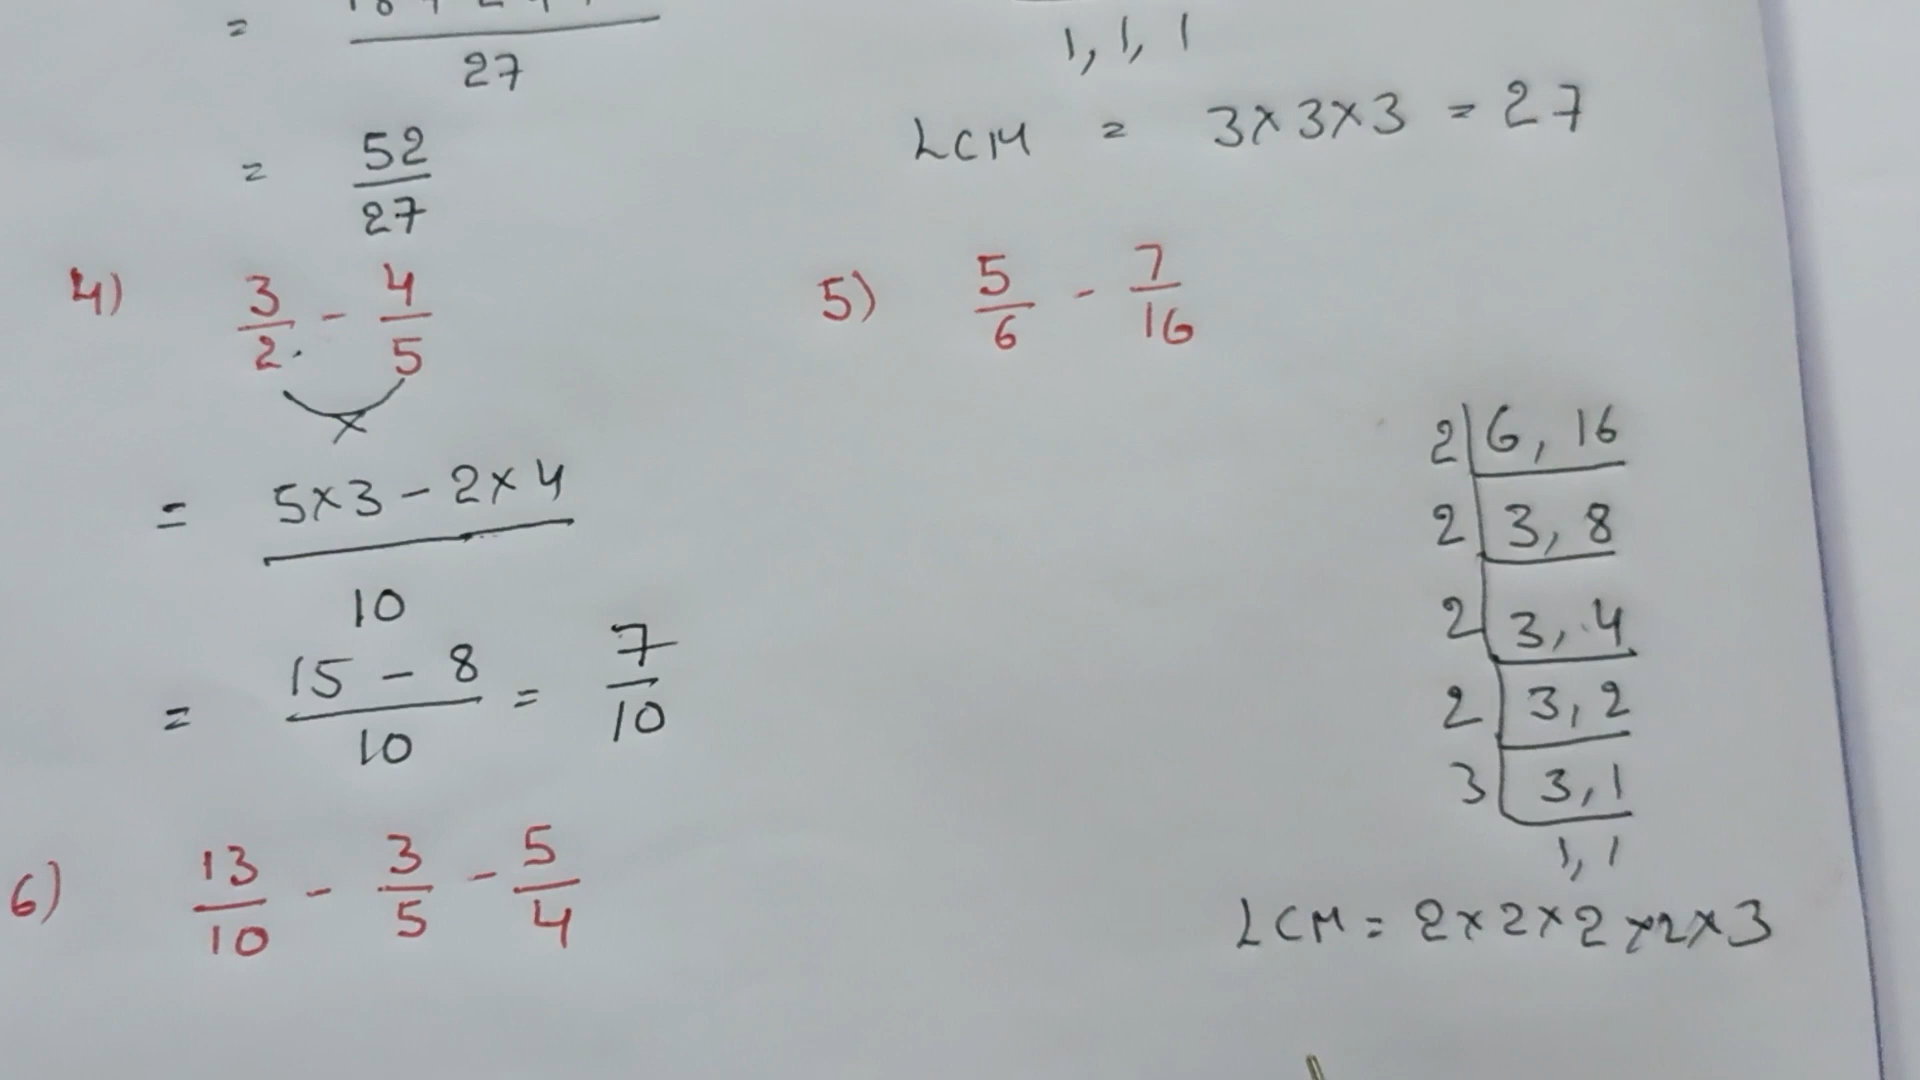 =
27
1, 1, 1
LCM = 3×3×3 = 27
= 52/27
4) 3/2 - 4/5
×
= 5×3 - 2×4
10
= 15 - 8/10 = 7/10
5) 5/6 - 7/16
2 | 6, 16
2 | 3, 8
2 | 3, 4
2 | 3, 2
3 | 3, 1
1, 1
LCM = 2×2×2×2×3
6) 13/10 - 3/5 - 5/4